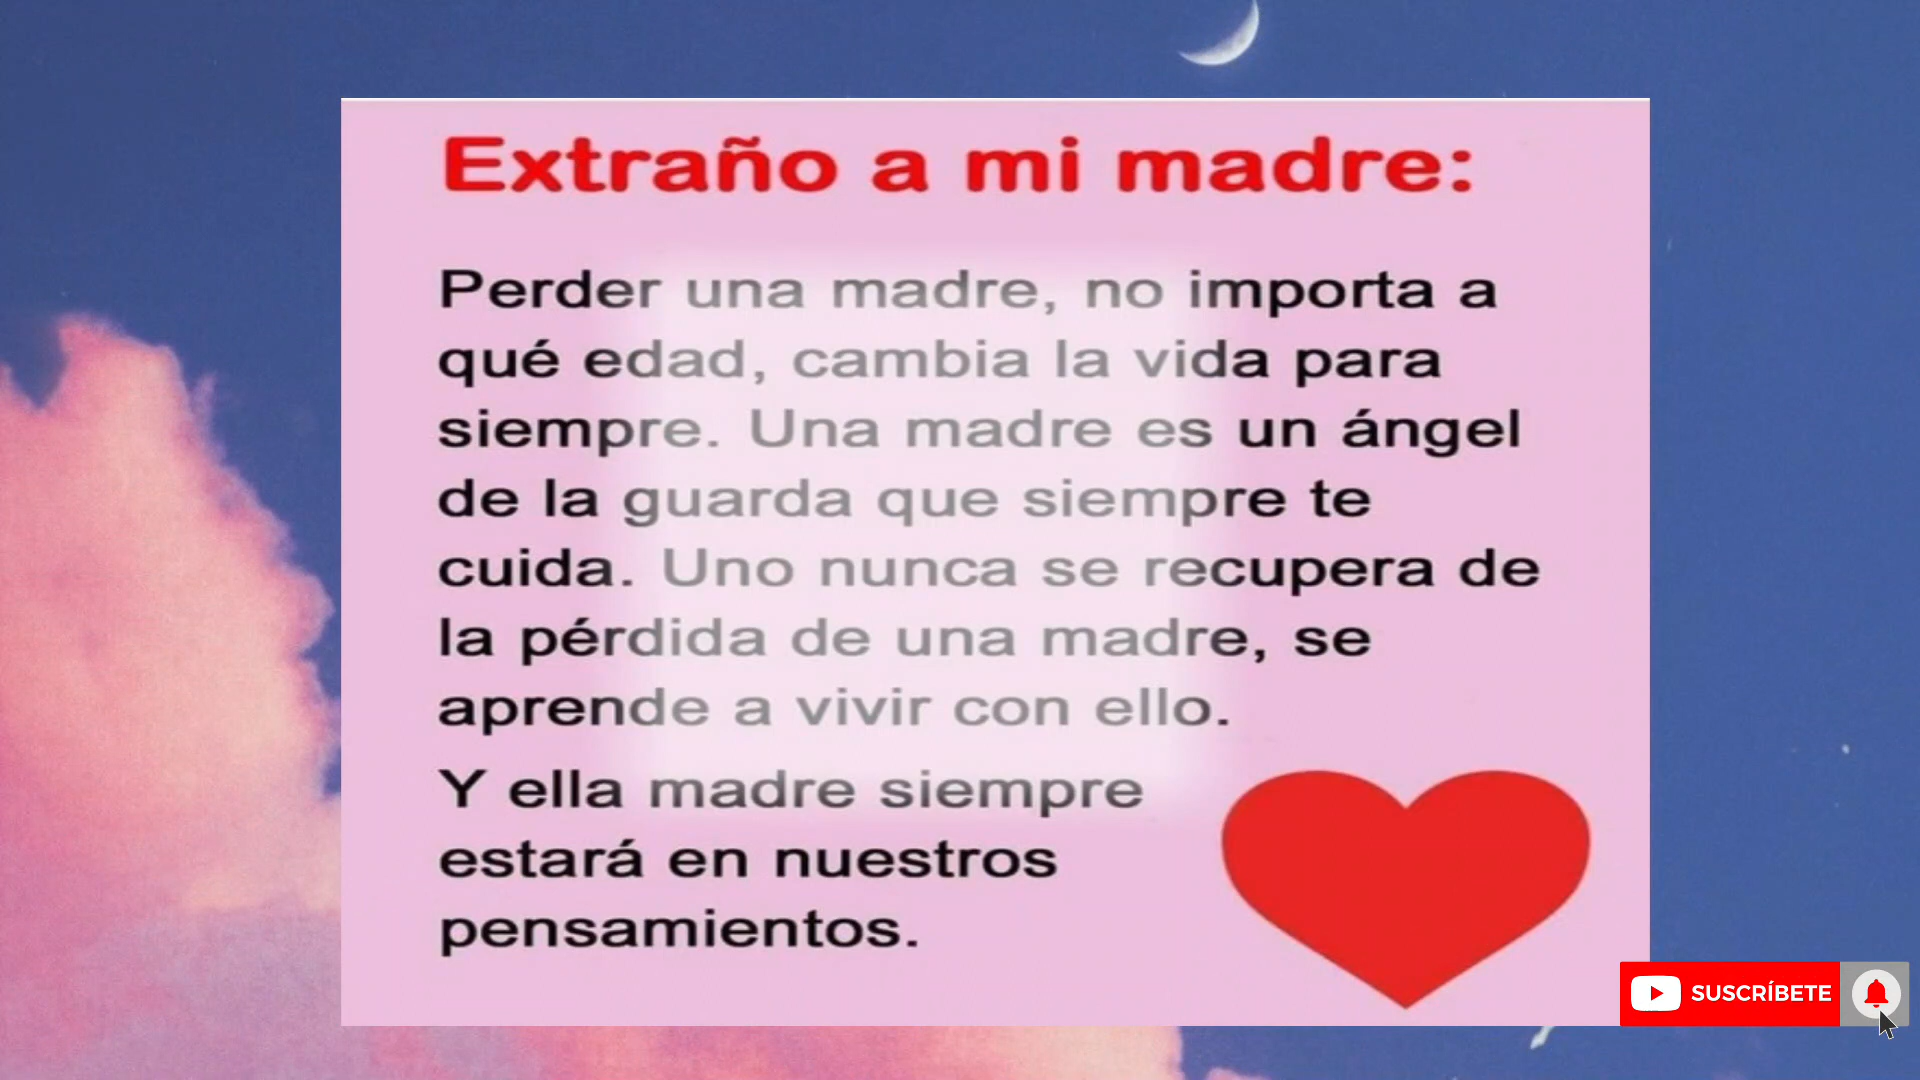 Extraño a mi madre:
Perder una madre, no importa a
qué edad, cambia la vida para
siempre. Una madre es un ángel
de la guarda que siempre te
cuida. Uno nunca se recupera de
la pérdida de una madre, se
aprende a vivir con ello.
Y ella madre siempre
estará en nuestros
pensamientos.
SUSCRÍBETE